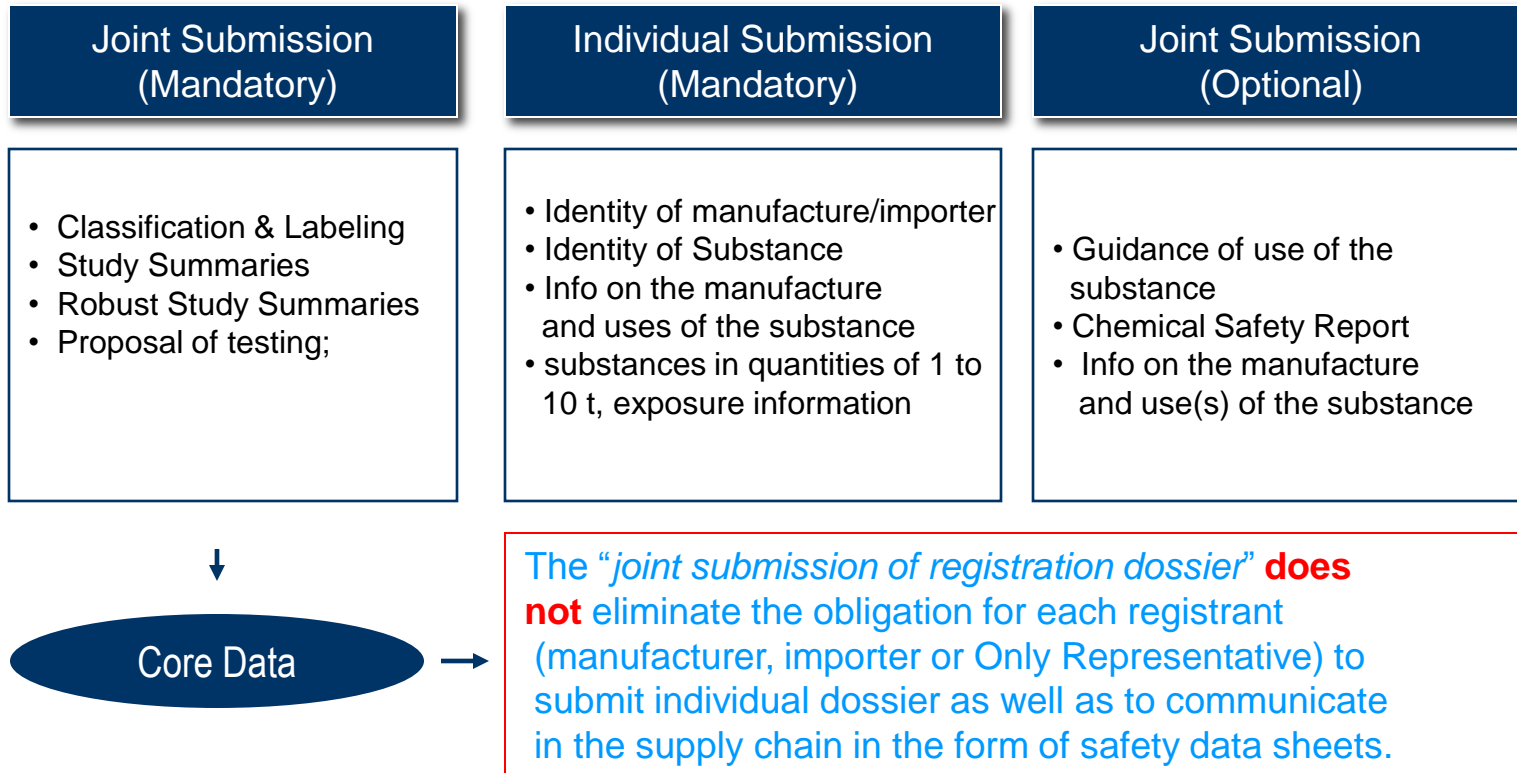 Joint Submission
(Mandatory)
Individual Submission
(Mandatory)
Joint Submission
(Optional)
• Classification & Labeling
• Study Summaries
• Robust Study Summaries
• Proposal of testing;
• Identity of manufacture/importer
• Identity of Substance
• Info on the manufacture
and uses of the substance
• substances in quantities of 1 to
10 t, exposure information
• Guidance of use of the
substance
• Chemical Safety Report
• Info on the manufacture
and use(s) of the substance
Core Data
The “joint submission of registration dossier” does
not eliminate the obligation for each registrant
(manufacturer, importer or Only Representative) to
submit individual dossier as well as to communicate
in the supply chain in the form of safety data sheets.